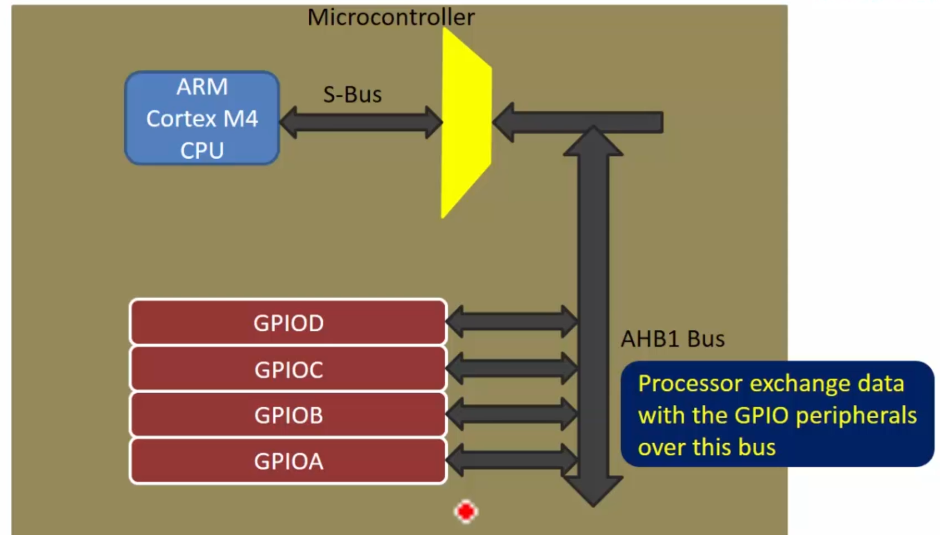 Microcontroller
ARM
Cortex M4
CPU
S-Bus
GPIOD
GPIOC
GPIOB
GPIOA
AHB1 Bus
Processor exchange data
with the GPIO peripherals
over this bus